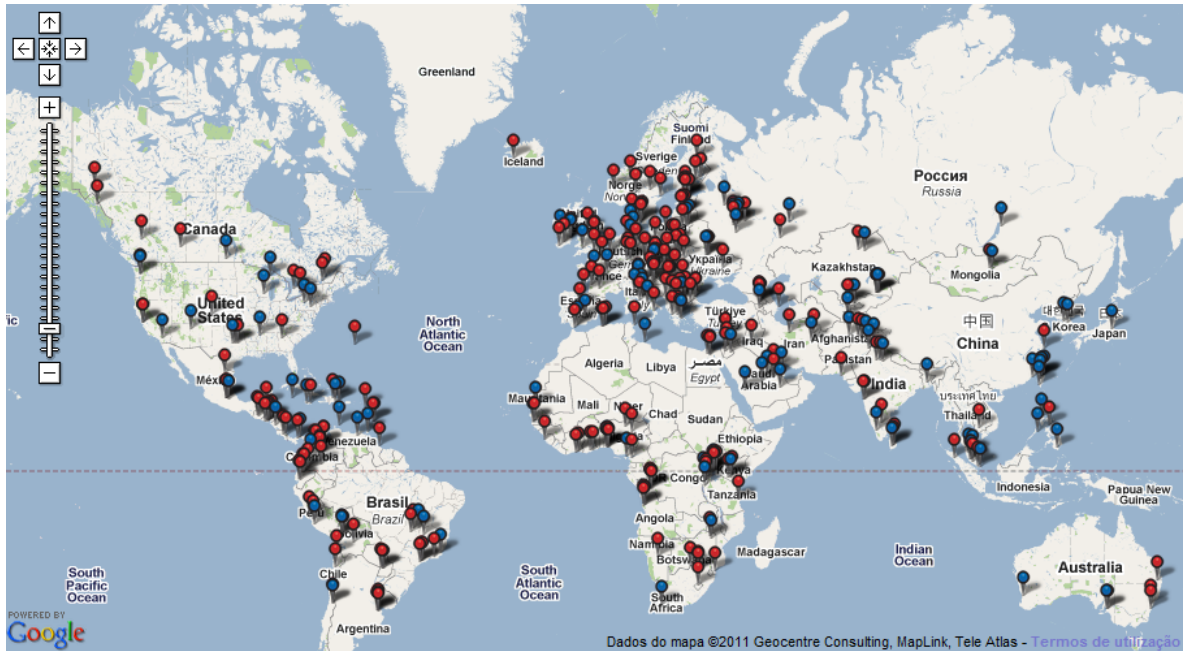 Greenland
Iceland
Suomi
Finland
Sverige
Norge
Россия
Russia
Canada
United
States
North
Atlantic
Ocean
Україна
Ukraine
Kazakhstan
Mongolia
中国
China
Korea
Japan
Türkiye
Iraq
Iran
Afghanistan
Pakistan
Algeria
Libya
مصر
Egypt
Saudi
Arabia
India
Mauritania
Mali
Niger
Chad
Sudan
ประเทศไทย
Thailand
Ethiopia
Kenya
Venezuela
Colombia
Congo
Tanzania
Indonesia
Papua New
Guinea
Brasil
Brazil
Peru
Bolivia
Angola
Namibia
Botswana
Madagascar
Indian
Ocean
South
Pacific
Ocean
South
Atlantic
Ocean
Chile
Australia
South
Africa
Argentina
POWERED BY
Google
Dados do mapa ©2011 Geocentre Consulting, MapLink, Tele Atlas - Termos de utilização